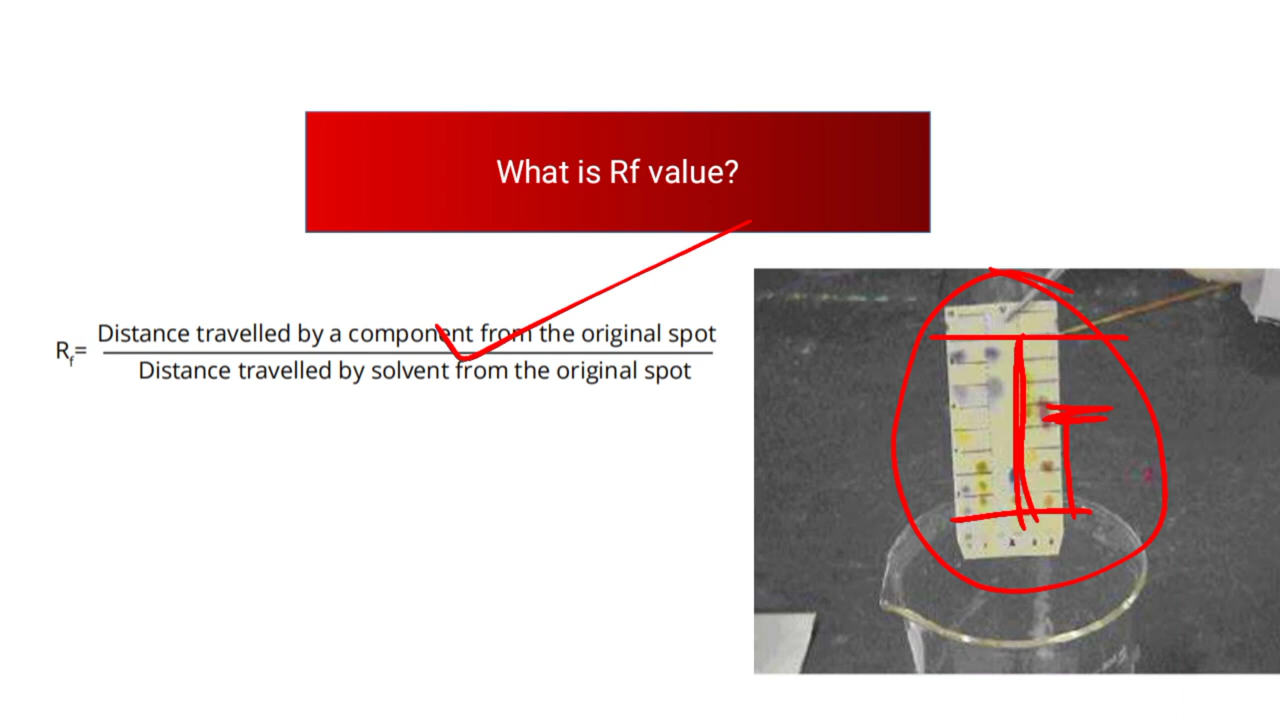 What is Rf value?
Distance travelled by a component from the original spot
Rf=
Distance travelled by solvent from the original spot